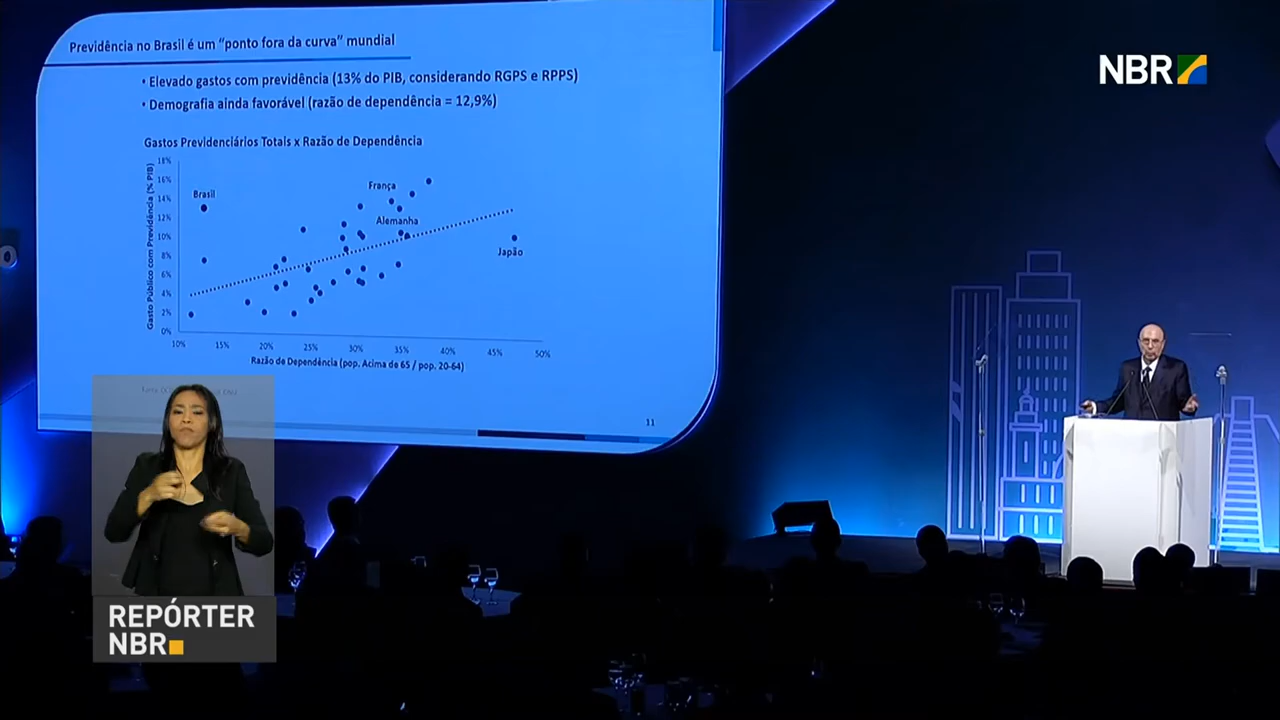 Previdência no Brasil é um “ponto fora da curva” mundial
NBR
• Elevado gastos com previdência (13% do PIB, considerando RGPS e RPPS)
• Demografia ainda favorável (razão de dependência = 12,9%)
Gastos Previdenciários Totais x Razão de Dependência
Gasto Público com Previdência (% PIB)
18%
16%
14%
12%
10%
8%
6%
4%
2%
0%
Brasil
França
Alemanha
Japão
10%
15%
20%
25%
30%
35%
40%
45%
50%
Razão de Dependência (pop. Acima de 65 / pop. 20-64)
11
REPÓRTER
NBR